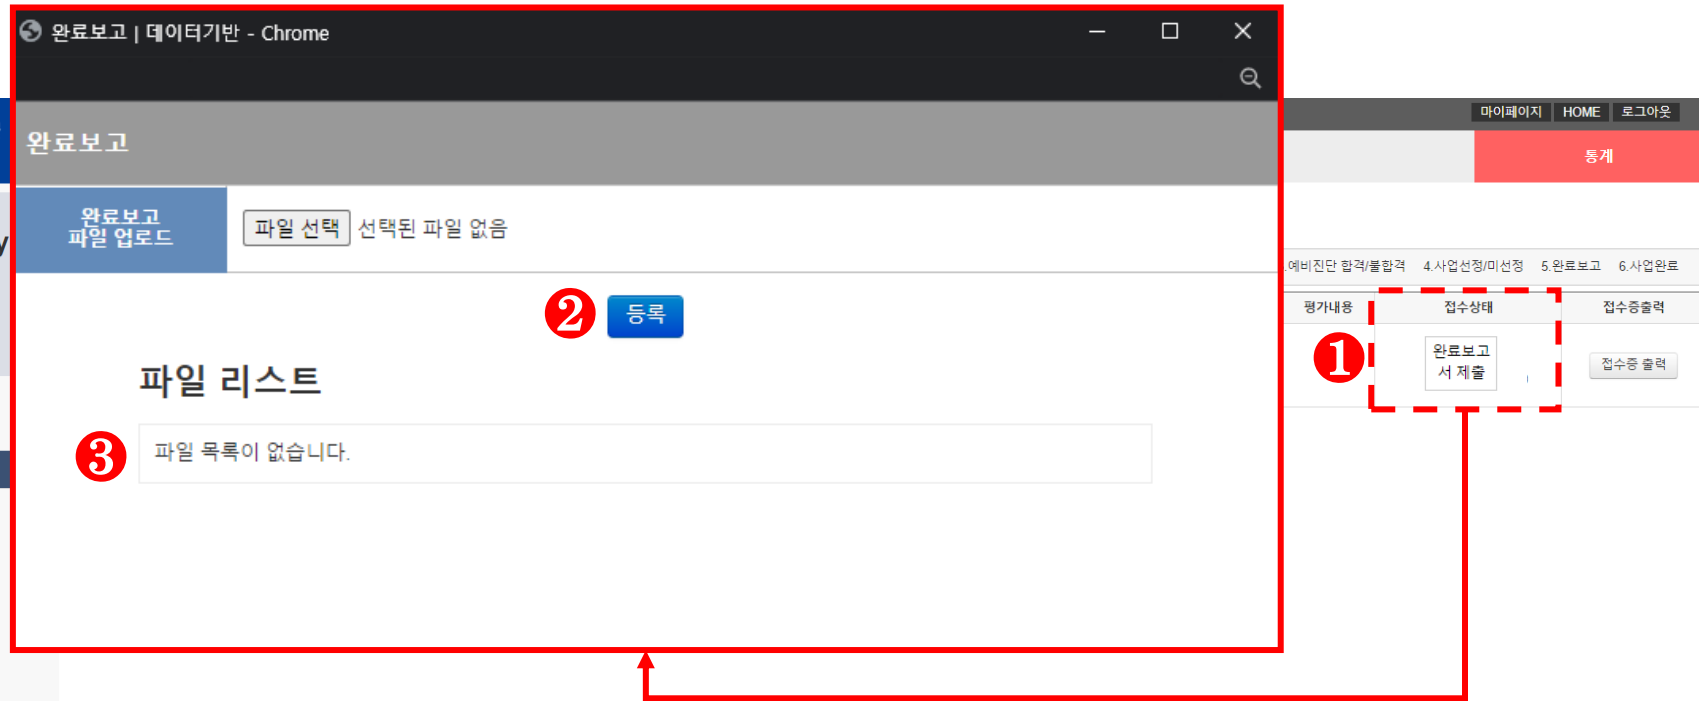 완료보고 | 데이터기반 - Chrome
완료보고
완료보고
파일 업로드
파일 선택 선택된 파일 없음
❷ 등록
파일 리스트
❸ 파일 목록이 없습니다.
마이페이지 HOME 로그아웃
통계
.예비진단 합격/불합격 4.사업선정/미선정 5.완료보고 6.사업완료
평가내용 접수상태 접수증출력
❶
완료보고
서 제출
접수증 출력
y